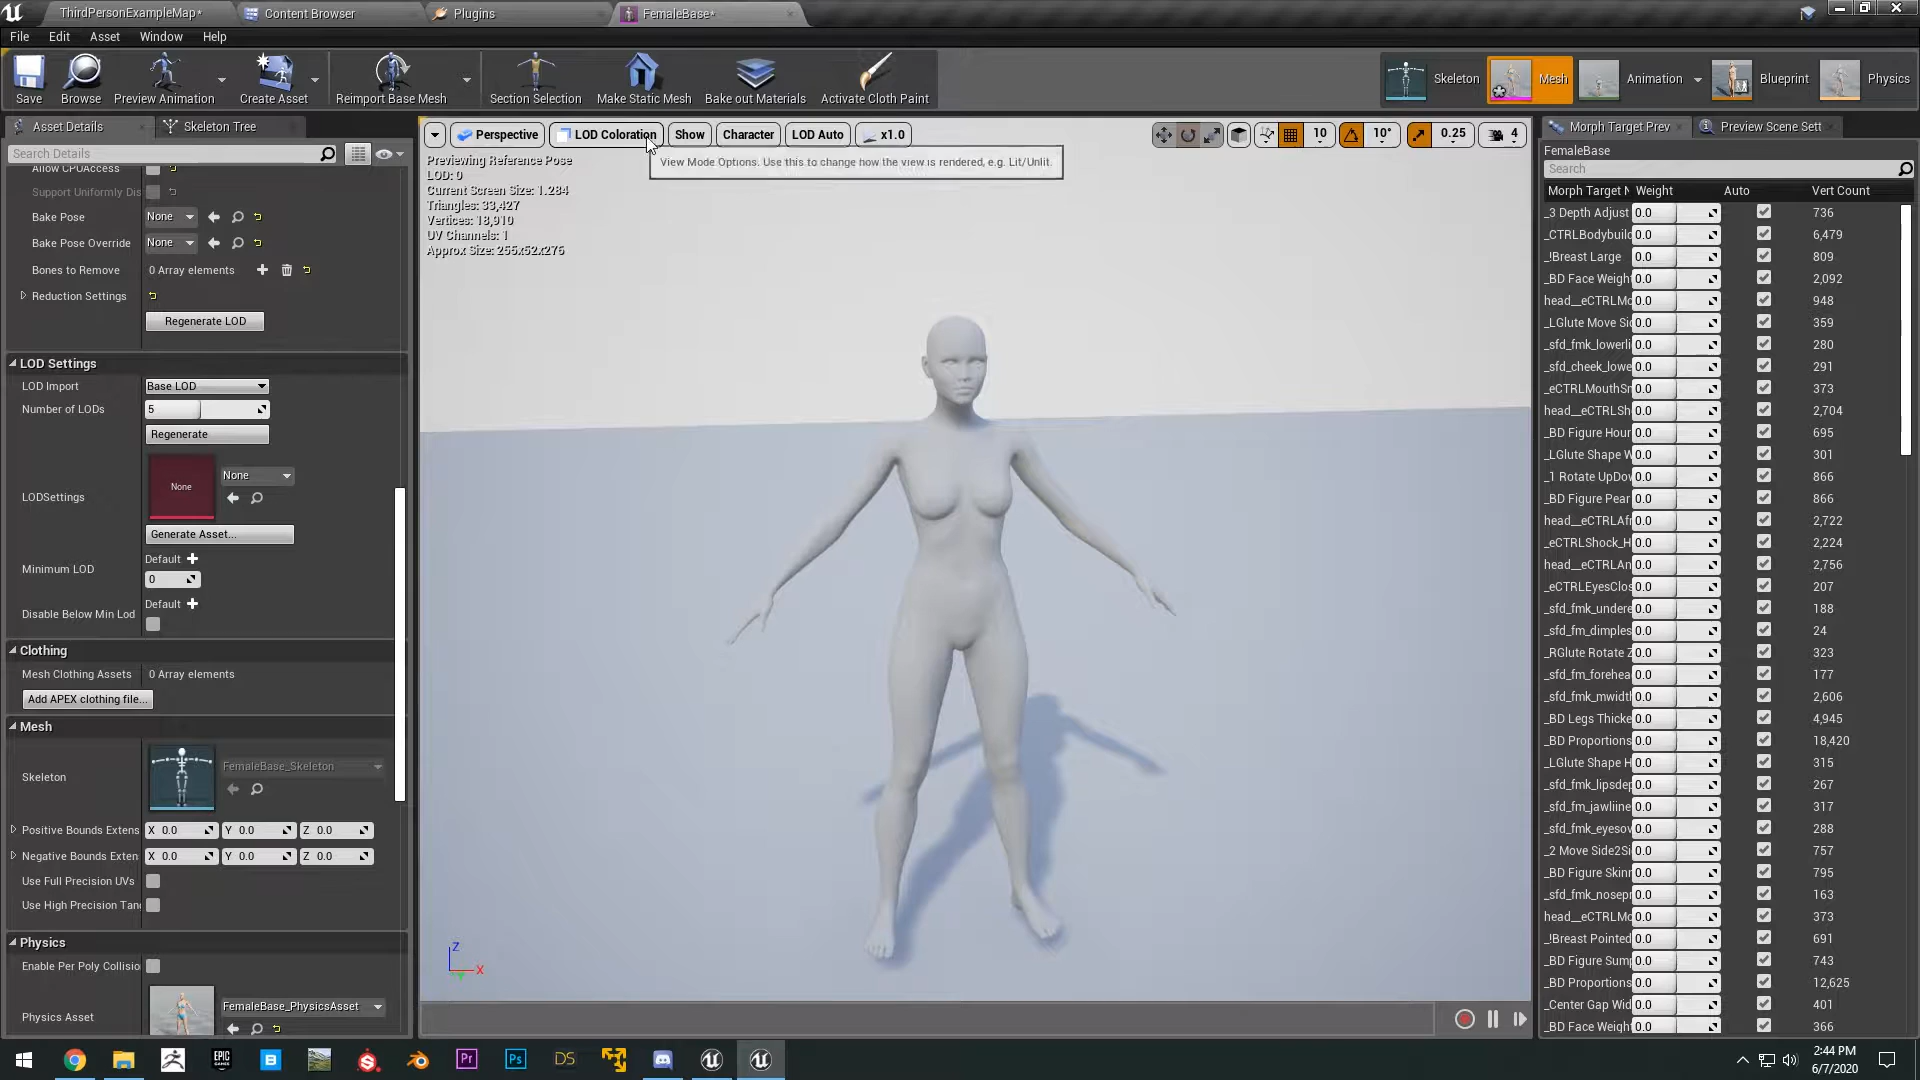 ThirdPersonExampleMap*
Content Browser
Plugins
FemaleBase*
File Edit Asset Window Help
Save
Browse
Preview Animation
Create Asset
Reimport Base Mesh
Section Selection
Make Static Mesh
Bake out Materials
Activate Cloth Paint
Skeleton
Mesh
Animation
Blueprint
Physics
Asset Details
Skeleton Tree
Search Details
Allow CPUAccess
Support Uniformly Dis
Bake Pose None
Bake Pose Override None
Bones to Remove 0 Array elements
Reduction Settings
Regenerate LOD
LOD Settings
LOD Import Base LOD
Number of LODs 5
Regenerate
LODSettings None None
Generate Asset...
Minimum LOD Default
0
Disable Below Min Lod Default
Clothing
Mesh Clothing Assets 0 Array elements
Add APEX clothing file...
Mesh
Skeleton FemaleBase_Skeleton
Positive Bounds Extens X 0.0 Y 0.0 Z 0.0
Negative Bounds Exten X 0.0 Y 0.0 Z 0.0
Use Full Precision UVs
Use High Precision Tan
Physics
Enable Per Poly Collisio
Physics Asset FemaleBase_PhysicsAsset
Perspective LOD Coloration Show Character LOD Auto x1.0
10 10° 0.25 4
View Mode Options. Use this to change how the view is rendered, e.g. Lit/Unlit.
Previewing Reference Pose
LOD: 0
Current Screen Size: 1.284
Triangles: 33,427
Vertices: 18,910
UV Channels: 1
Approx Size: 255x52x276
Z
X
Morph Target Prev
Preview Scene Sett
FemaleBase
Search
Morph Target N Weight Auto Vert Count
_3 Depth Adjust 0.0 736
_CTRLBodybuild 0.0 6,479
_!Breast Large 0.0 809
_BD Face Weigh 0.0 2,092
head__eCTRLMo 0.0 948
_LGlute Move Sid 0.0 359
_sfd_fmk_lowerli 0.0 280
_sfd_cheek_lowe 0.0 291
_eCTRLMouthSm 0.0 373
head__eCTRLSh 0.0 2,704
_BD Figure Hour 0.0 695
_LGlute Shape W 0.0 301
_1 Rotate UpDow 0.0 866
_BD Figure Pear 0.0 866
head__eCTRLAfr 0.0 2,722
_eCTRLShock_H 0.0 2,224
head__eCTRLAn 0.0 2,756
_eCTRLEyesClos 0.0 207
_sfd_fmk_undere 0.0 188
_sfd_fm_dimples 0.0 24
_RGlute Rotate Z 0.0 323
_sfd_fm_forehea 0.0 177
_sfd_fmk_mwidth 0.0 2,606
_BD Legs Thicke 0.0 4,945
_BD Proportions 0.0 18,420
_LGlute Shape H 0.0 315
_sfd_fmk_lipsdep 0.0 267
_sfd_fm_jawliine 0.0 317
_sfd_fmk_eyesov 0.0 288
_2 Move Side2Si 0.0 757
_BD Figure Skinn 0.0 795
_sfd_fmk_nosepr 0.0 163
head__eCTRLMo 0.0 373
_!Breast Pointed 0.0 691
_BD Figure Sump 0.0 743
_BD Proportions 0.0 12,625
_Center Gap Wid 0.0 401
_BD Face Weigh 0.0 366
EPIC
GAMES
B
Pr
Ps
DS
2:44 PM
6/7/2020